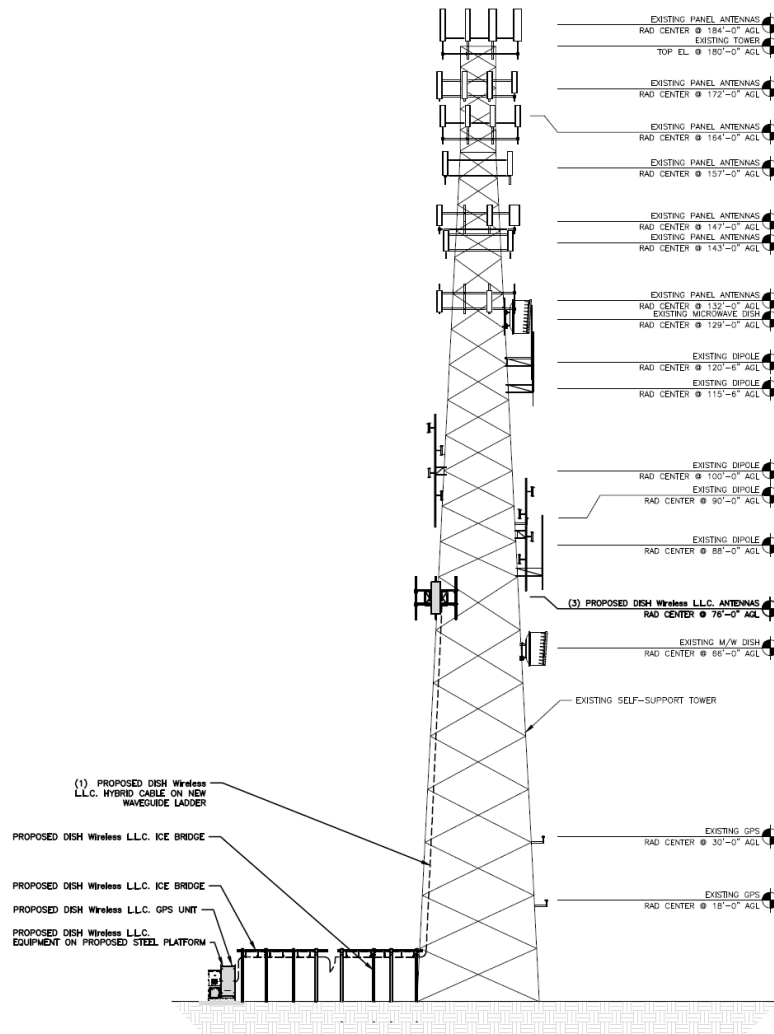 EXISTING PANEL ANTENNAS
RAD CENTER @ 184'-0" AGL
EXISTING TOWER
TOP EL. @ 180'-0" AGL
EXISTING PANEL ANTENNAS
RAD CENTER @ 172'-0" AGL
EXISTING PANEL ANTENNAS
RAD CENTER @ 164'-0" AGL
EXISTING PANEL ANTENNAS
RAD CENTER @ 157'-0" AGL
EXISTING PANEL ANTENNAS
RAD CENTER @ 147'-0" AGL
EXISTING PANEL ANTENNAS
RAD CENTER @ 143'-0" AGL
EXISTING PANEL ANTENNAS
RAD CENTER @ 132'-0" AGL
EXISTING MICROWAVE DISH
RAD CENTER @ 129'-0" AGL
EXISTING DIPOLE
RAD CENTER @ 120'-6" AGL
EXISTING DIPOLE
RAD CENTER @ 115'-6" AGL
EXISTING DIPOLE
RAD CENTER @ 100'-0" AGL
EXISTING DIPOLE
RAD CENTER @ 90'-0" AGL
EXISTING DIPOLE
RAD CENTER @ 88'-0" AGL
(3) PROPOSED DISH Wireless L.L.C. ANTENNAS
RAD CENTER @ 76'-0" AGL
EXISTING M/W DISH
RAD CENTER @ 66'-0" AGL
EXISTING SELF-SUPPORT TOWER
(1) PROPOSED DISH Wireless
L.L.C. HYBRID CABLE ON NEW
WAVEGUIDE LADDER
PROPOSED DISH Wireless L.L.C. ICE BRIDGE
EXISTING GPS
RAD CENTER @ 30'-0" AGL
PROPOSED DISH Wireless L.L.C. ICE BRIDGE
PROPOSED DISH Wireless L.L.C. GPS UNIT
PROPOSED DISH Wireless L.L.C.
EQUIPMENT ON PROPOSED STEEL PLATFORM
EXISTING GPS
RAD CENTER @ 18'-0" AGL